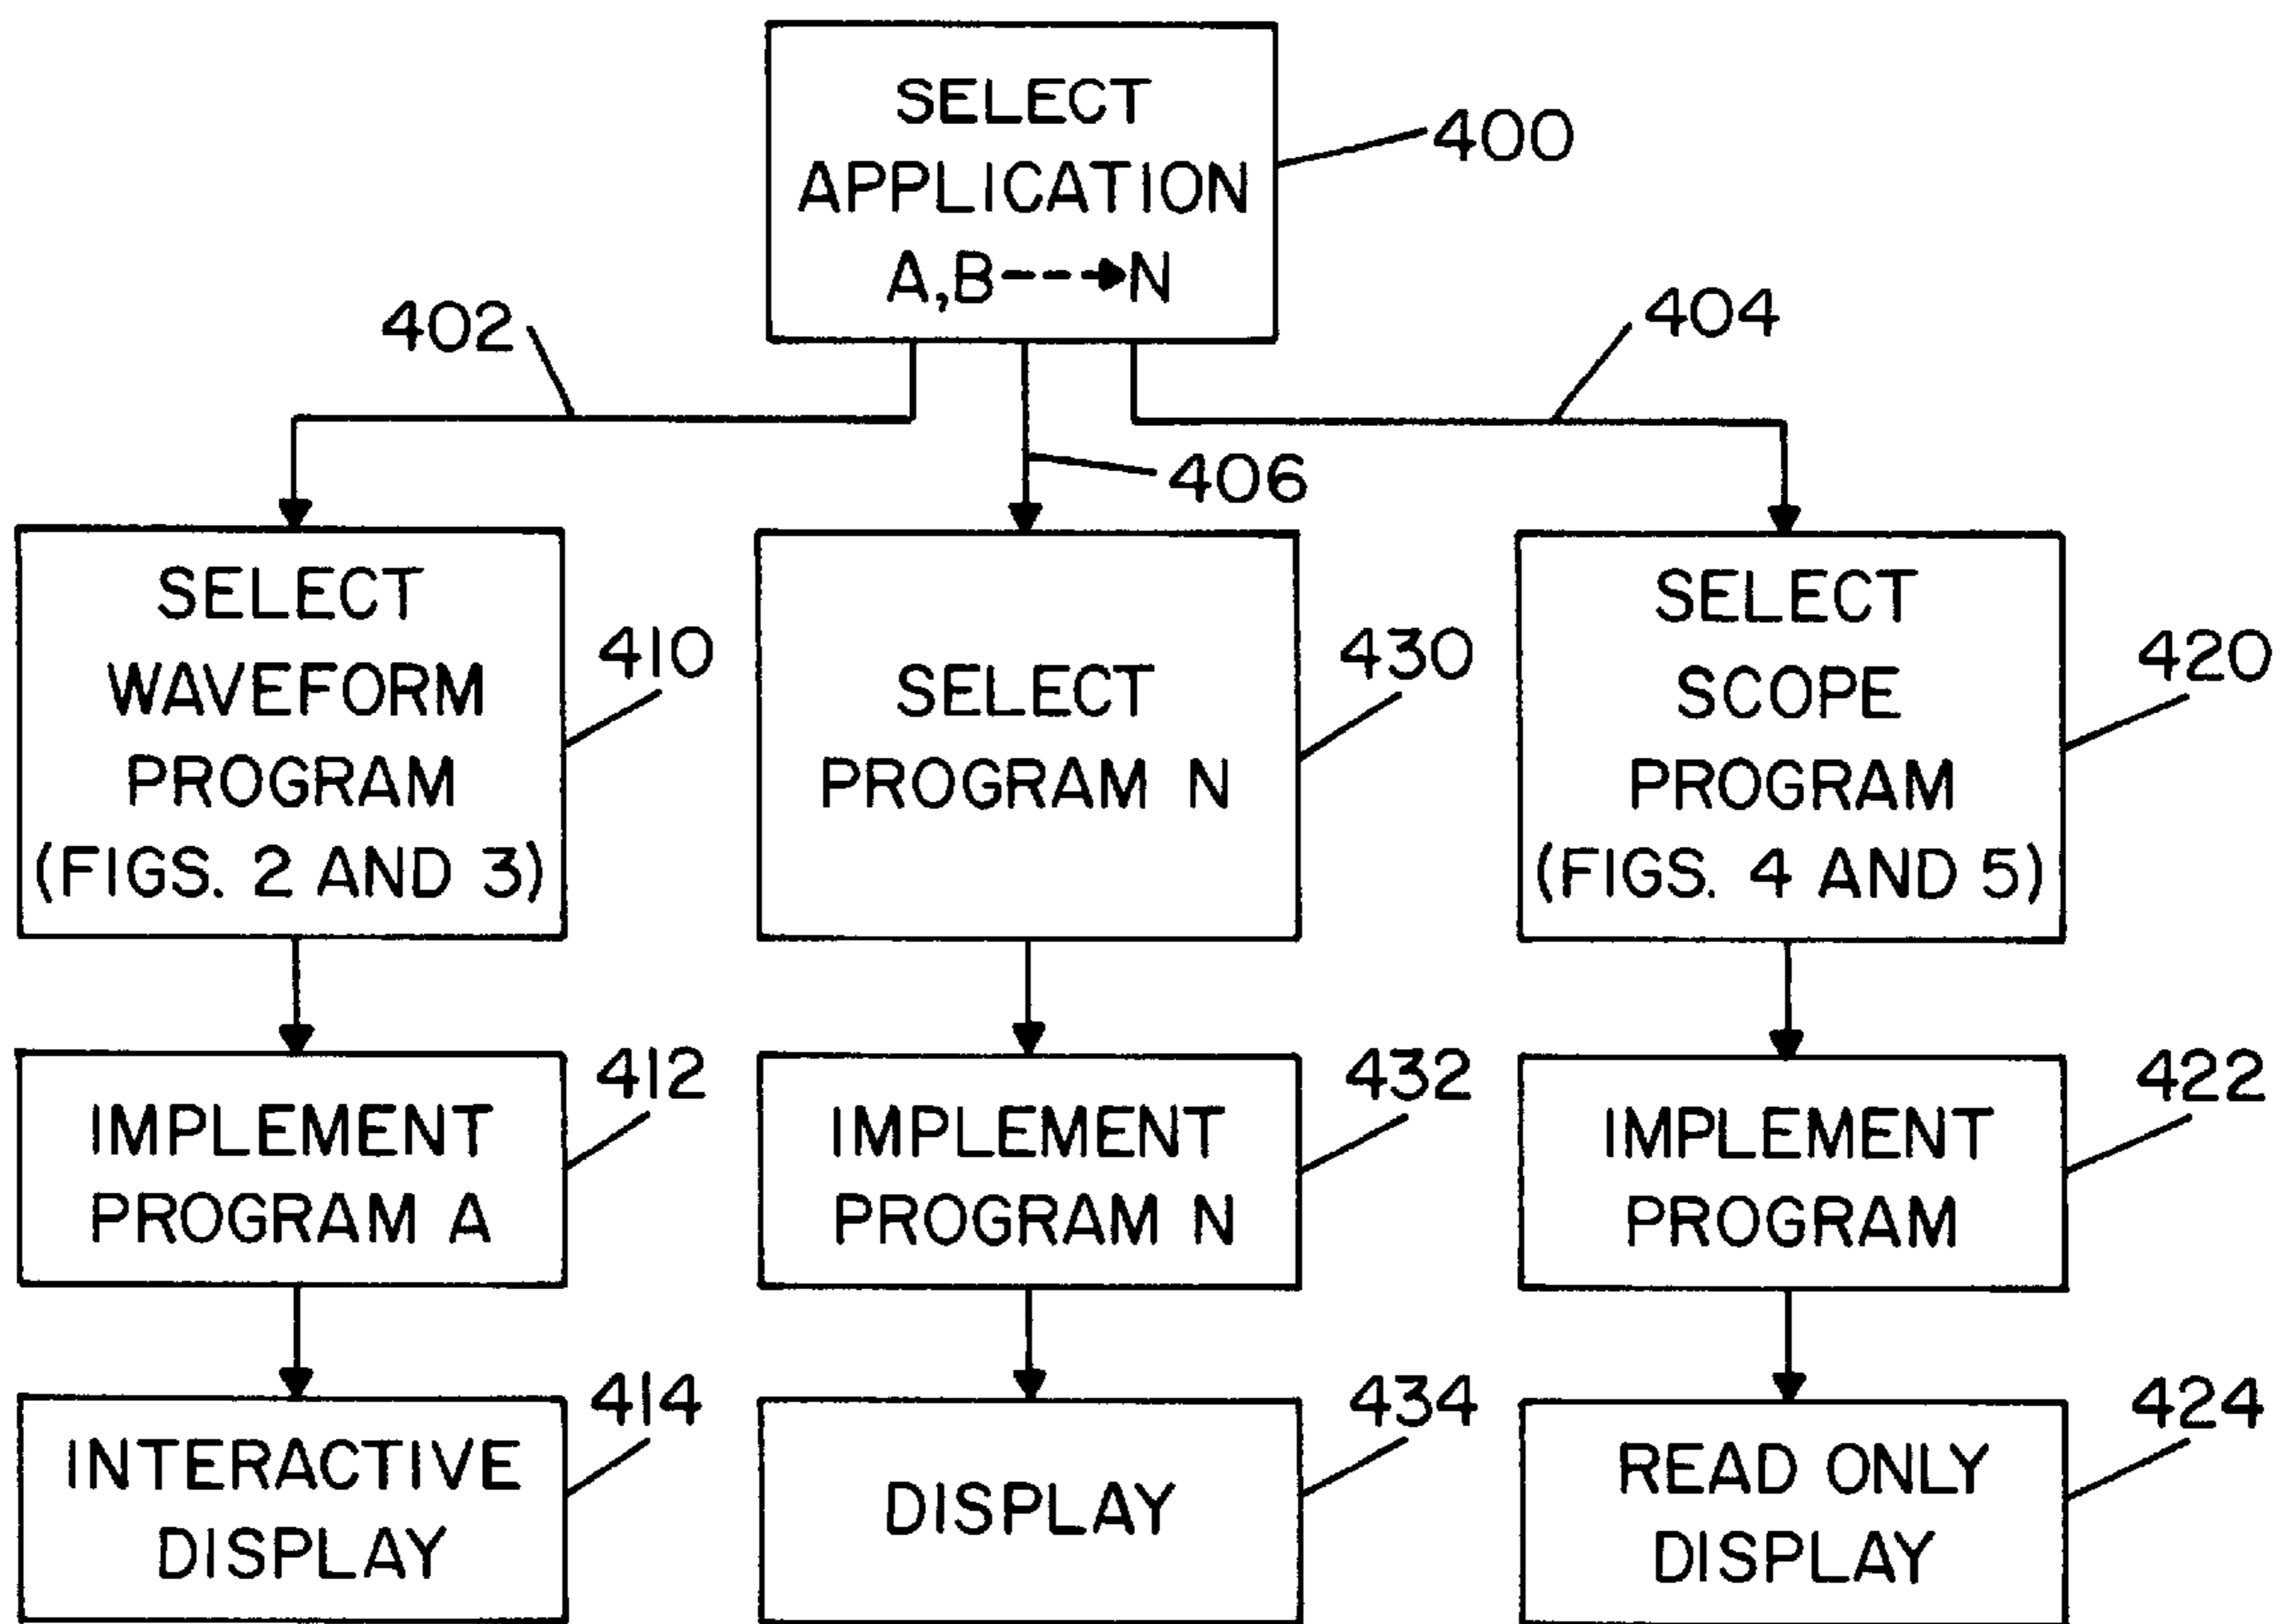 SELECT
APPLICATION
A,B---→N
400
402
404
406
SELECT
WAVEFORM
PROGRAM
(FIGS. 2 AND 3)
410
SELECT
PROGRAM N
430
SELECT
SCOPE
PROGRAM
(FIGS. 4 AND 5)
420
IMPLEMENT
PROGRAM A
412
IMPLEMENT
PROGRAM N
432
IMPLEMENT
PROGRAM
422
INTERACTIVE
DISPLAY
414
DISPLAY
434
READ ONLY
DISPLAY
424